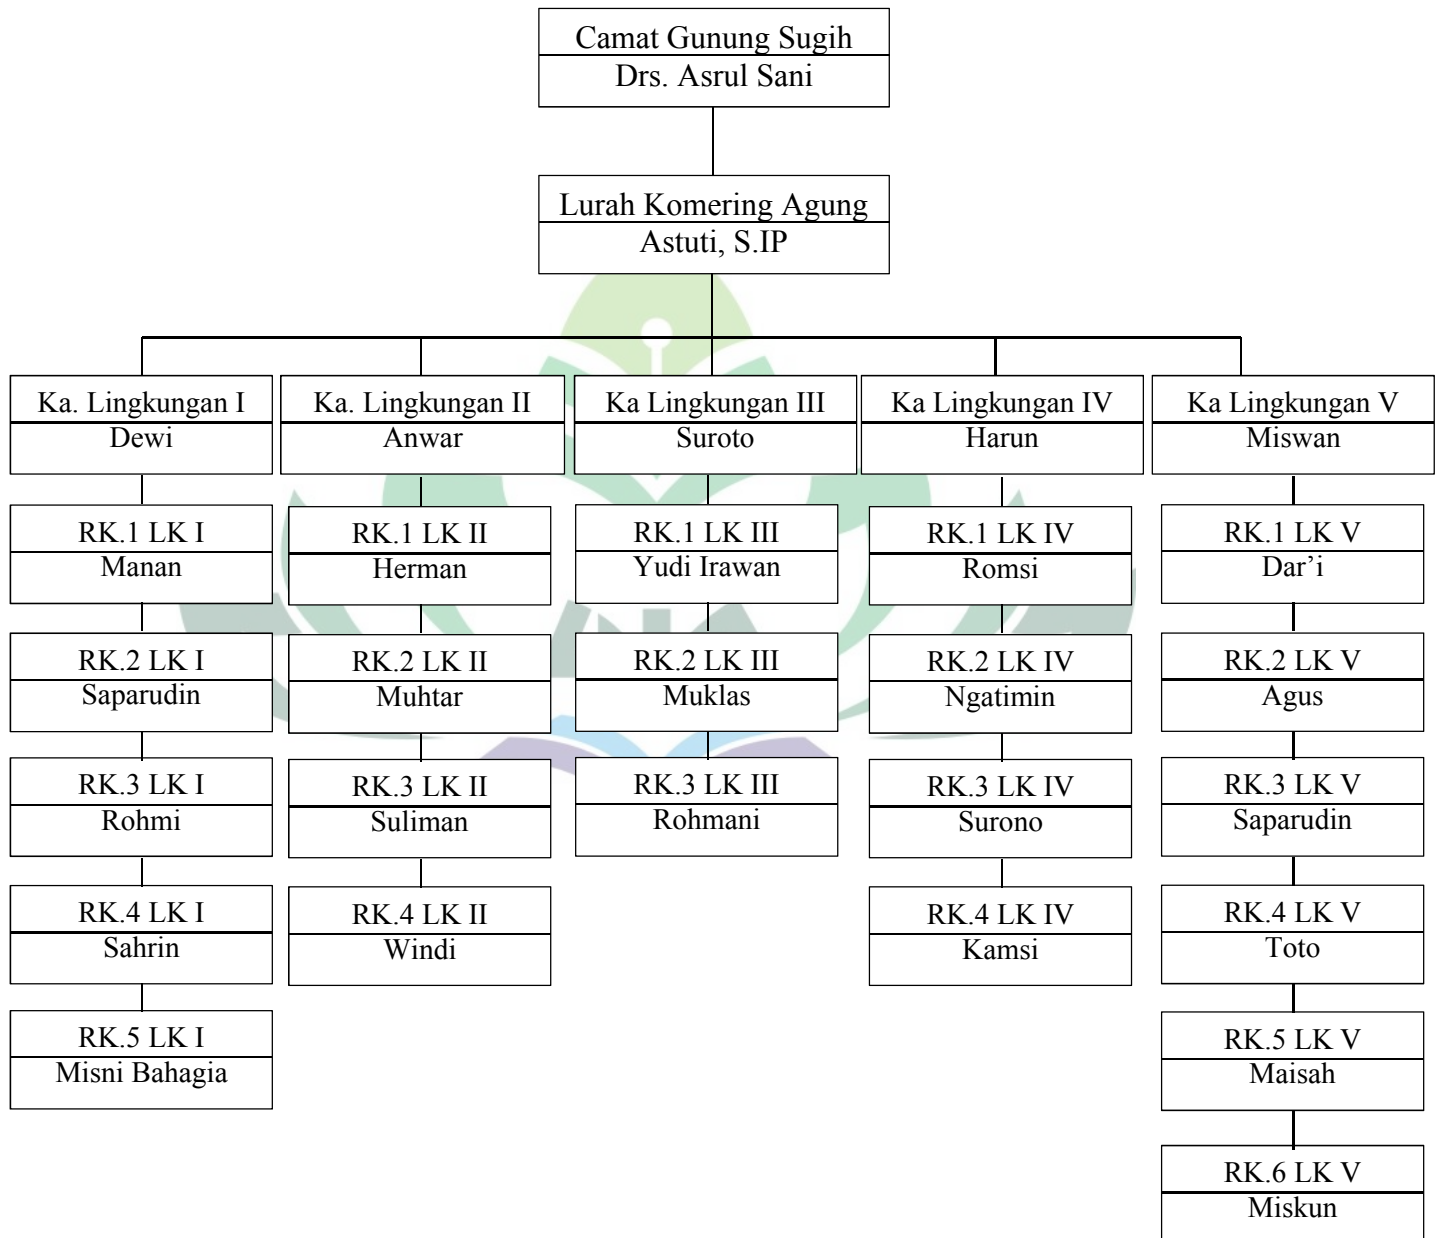 Camat Gunung Sugih
Drs. Asrul Sani
Lurah Komering Agung
Astuti, S.IP
Ka. Lingkungan I
Dewi
Ka. Lingkungan II
Anwar
Ka Lingkungan III
Suroto
Ka Lingkungan IV
Harun
Ka Lingkungan V
Miswan
RK.1 LK I
Manan
RK.1 LK II
Herman
RK.1 LK III
Yudi Irawan
RK.1 LK IV
Romsi
RK.1 LK V
Dar’i
RK.2 LK I
Saparudin
RK.2 LK II
Muhtar
RK.2 LK III
Muklas
RK.2 LK IV
Ngatimin
RK.2 LK V
Agus
RK.3 LK I
Rohmi
RK.3 LK II
Suliman
RK.3 LK III
Rohmani
RK.3 LK IV
Surono
RK.3 LK V
Saparudin
RK.4 LK I
Sahrin
RK.4 LK II
Windi
RK.4 LK IV
Kamsi
RK.4 LK V
Toto
RK.5 LK I
Misni Bahagia
RK.5 LK V
Maisah
RK.6 LK V
Miskun